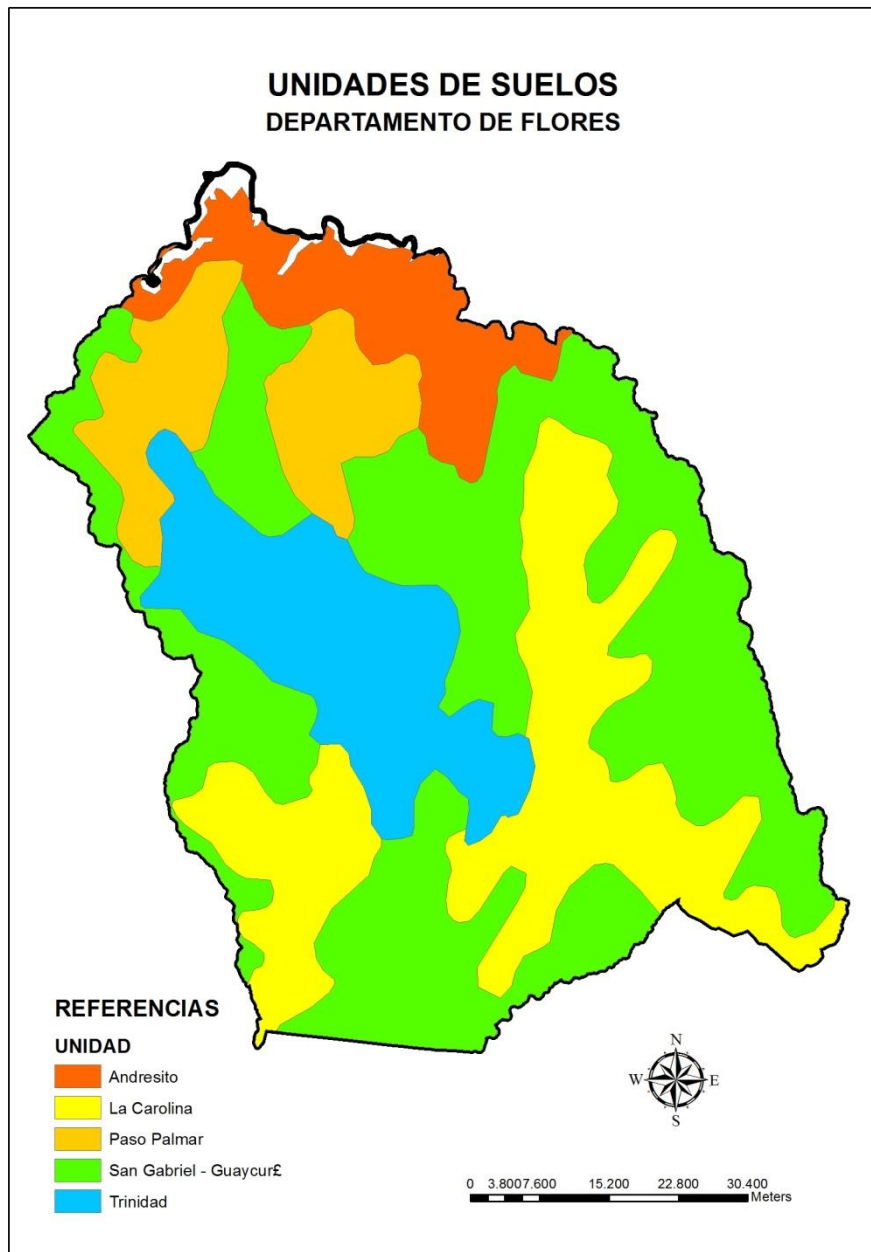 UNIDADES DE SUELOS
DEPARTAMENTO DE FLORES
REFERENCIAS
UNIDAD
Andresito
La Carolina
Paso Palmar
San Gabriel - Guaycur£
Trinidad
N
W E
S
0 3.8007.600 15.200 22.800 30.400
Meters